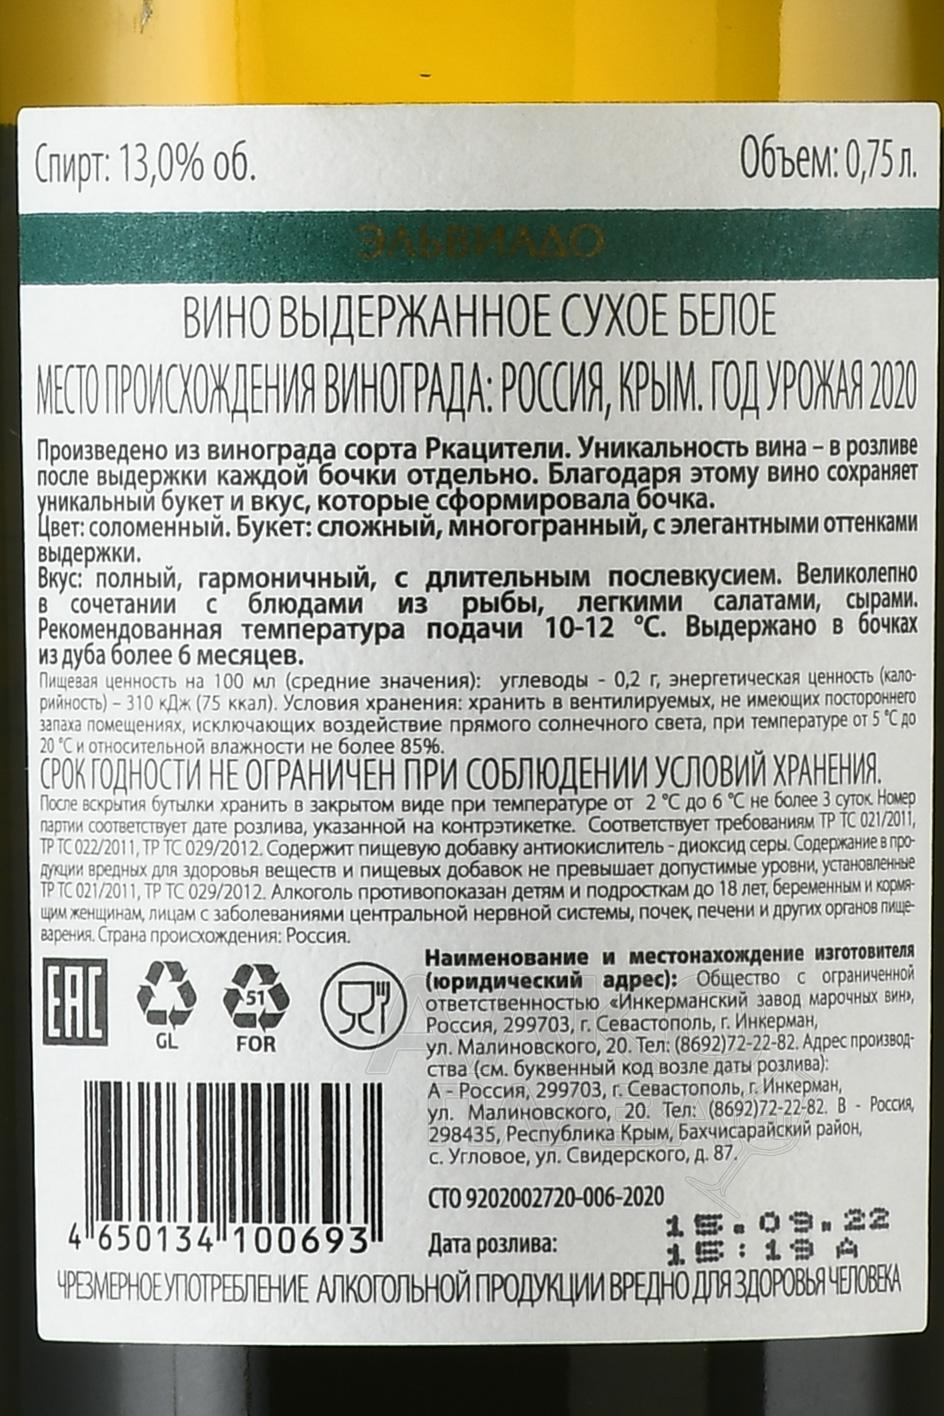 Спирт: 13,0% об.
Объем: 0,75 л.
ЭЛЬВИАДО
ВИНО ВЫДЕРЖАННОЕ СУХОЕ БЕЛОЕ
МЕСТО ПРОИСХОЖДЕНИЯ ВИНОГРАДА: РОССИЯ, КРЫМ. ГОД УРОЖАЯ 2020
Произведено из винограда сорта Ркацители. Уникальность вина – в розливе
после выдержки каждой бочки отдельно. Благодаря этому вино сохраняет
уникальный букет и вкус, которые сформировала бочка.
Цвет: соломенный. Букет: сложный, многогранный, с элегантными оттенками
выдержки.
Вкус: полный, гармоничный, с длительным послевкусием. Великолепно
в сочетании с блюдами из рыбы, легкими салатами, сырами.
Рекомендованная температура подачи 10-12 °С. Выдержано в бочках
из дуба более 6 месяцев.
Пищевая ценность на 100 мл (средние значения): углеводы - 0,2 г, энергетическая ценность (кало-
рийность) – 310 кДж (75 ккал). Условия хранения: хранить в вентилируемых, не имеющих постороннего
запаха помещениях, исключающих воздействие прямого солнечного света, при температуре от 5 °С до
20 °С и относительной влажности не более 85%.
СРОК ГОДНОСТИ НЕ ОГРАНИЧЕН ПРИ СОБЛЮДЕНИИ УСЛОВИЙ ХРАНЕНИЯ.
После вскрытия бутылки хранить в закрытом виде при температуре от 2 °С до 6 °С не более 3 суток. Номер
партии соответствует дате розлива, указанной на контрэтикетке. Соответствует требованиям ТР ТС 021/2011,
ТР ТС 022/2011, ТР ТС 029/2012. Содержит пищевую добавку антиокислитель - диоксид серы. Содержание в про-
дукции вредных для здоровья веществ и пищевых добавок не превышает допустимые уровни, установленные
ТР ТС 021/2011, ТР ТС 029/2012. Алкоголь противопоказан детям и подросткам до 18 лет, беременным и кормя-
щим женщинам, лицам с заболеваниями центральной нервной системы, почек, печени и других органов пище-
варения. Страна происхождения: Россия.
EAC
GL
51
FOR
Наименование и местонахождение изготовителя
(юридический адрес): Общество с ограниченной
ответственностью «Инкерманский завод марочных вин»,
Россия, 299703, г. Севастополь, г. Инкерман,
ул. Малиновского, 20. Тел: (8692)72-22-82. Адрес производ-
ства (см. буквенный код возле даты розлива):
А - Россия, 299703, г. Севастополь, г. Инкерман,
ул. Малиновского, 20. Тел: (8692)72-22-82. В - Россия,
298435, Республика Крым, Бахчисарайский район,
с. Угловое, ул. Свидерского, д. 87.
СТО 9202002720-006-2020
Дата розлива:
15.09.22
15:19 А
4 650134 100693
ЧРЕЗМЕРНОЕ УПОТРЕБЛЕНИЕ АЛКОГОЛЬНОЙ ПРОДУКЦИИ ВРЕДНО ДЛЯ ЗДОРОВЬЯ ЧЕЛОВЕКА